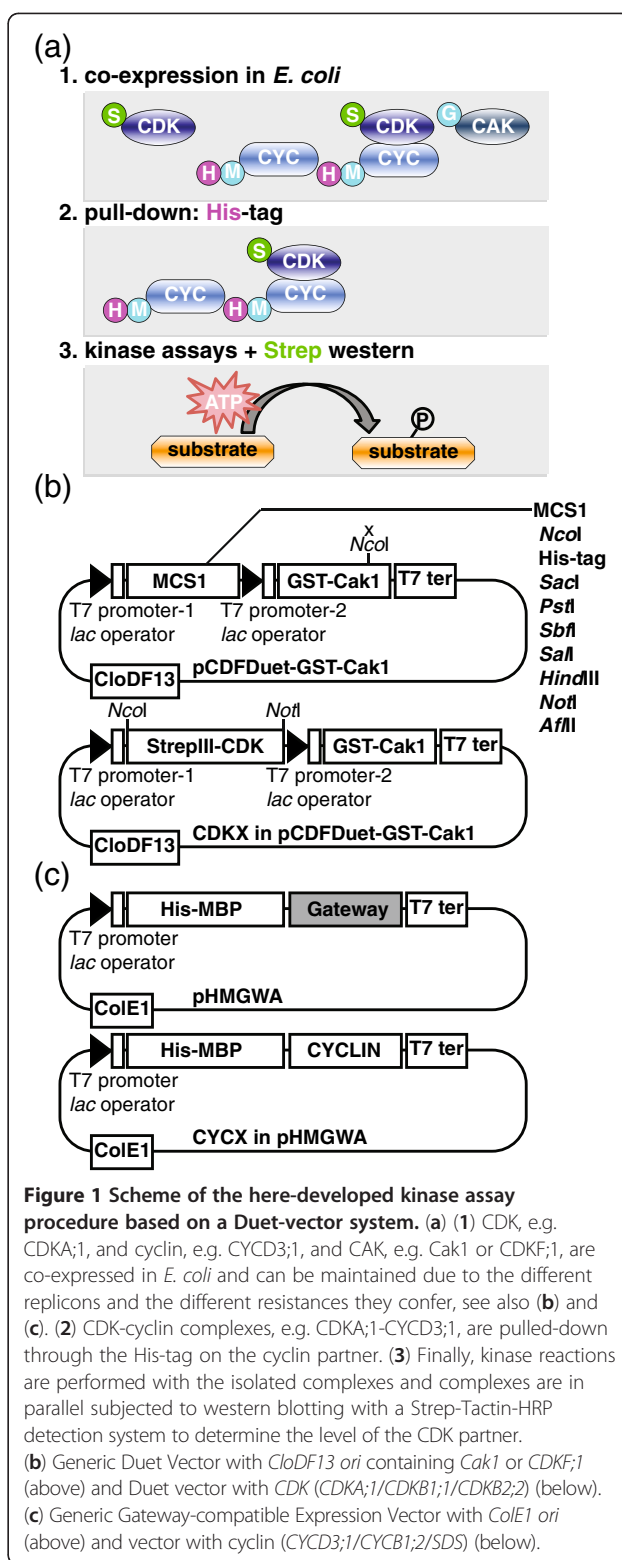 (a)
1. co-expression in E. coli
S CDK
S CDK G CAK
H M CYC H M CYC
2. pull-down: His-tag
S CDK
H M CYC H M CYC
3. kinase assays + Strep western
ATP
P
substrate substrate
(b)
MCS1
NcoI
His-tag
SacI
PstI
SbfI
SalI
HindIII
NotI
AflII
x
NcoI
MCS1 GST-Cak1 T7 ter
T7 promoter-1 T7 promoter-2
lac operator lac operator
CloDF13 pCDFDuet-GST-Cak1
NcoI NotI
StrepIII-CDK GST-Cak1 T7 ter
T7 promoter-1 T7 promoter-2
lac operator lac operator
CloDF13 CDKX in pCDFDuet-GST-Cak1
(c)
His-MBP Gateway T7 ter
T7 promoter
lac operator
ColE1 pHMGWA
His-MBP CYCLIN T7 ter
T7 promoter
lac operator
ColE1 CYCX in pHMGWA
Figure 1 Scheme of the here-developed kinase assay
procedure based on a Duet-vector system. (a) (1) CDK, e.g.
CDKA;1, and cyclin, e.g. CYCD3;1, and CAK, e.g. Cak1 or CDKF;1, are
co-expressed in E. coli and can be maintained due to the different
replicons and the different resistances they confer, see also (b) and
(c). (2) CDK-cyclin complexes, e.g. CDKA;1-CYCD3;1, are pulled-down
through the His-tag on the cyclin partner. (3) Finally, kinase reactions
are performed with the isolated complexes and complexes are in
parallel subjected to western blotting with a Strep-Tactin-HRP
detection system to determine the level of the CDK partner.
(b) Generic Duet Vector with CloDF13 ori containing Cak1 or CDKF;1
(above) and Duet vector with CDK (CDKA;1/CDKB1;1/CDKB2;2) (below).
(c) Generic Gateway-compatible Expression Vector with ColE1 ori
(above) and vector with cyclin (CYCD3;1/CYCB1;2/SDS) (below).